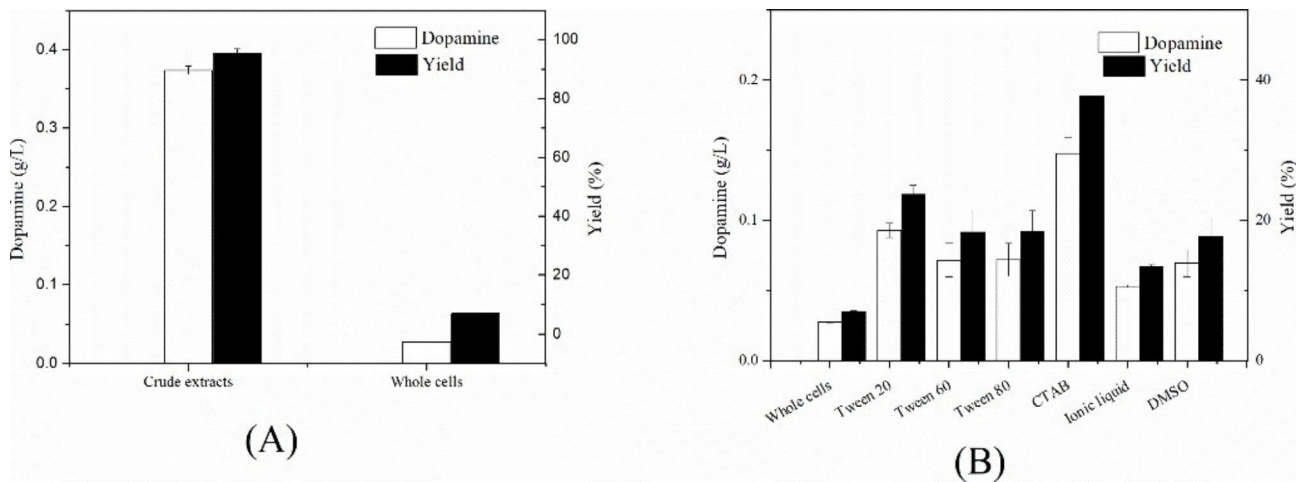 Dopamine (g/L)
0.4
0.3
0.2
0.1
0.0
Dopamine
Yield
100
80
60
40
20
0
Yield (%)
Crude extracts
Whole cells
(A)
Dopamine (g/L)
0.2
0.1
0.0
Dopamine
Yield
40
20
0
Yield (%)
Whole cells
Tween 20
Tween 60
Tween 80
CTAB
Ionic liquid
DMSO
(B)